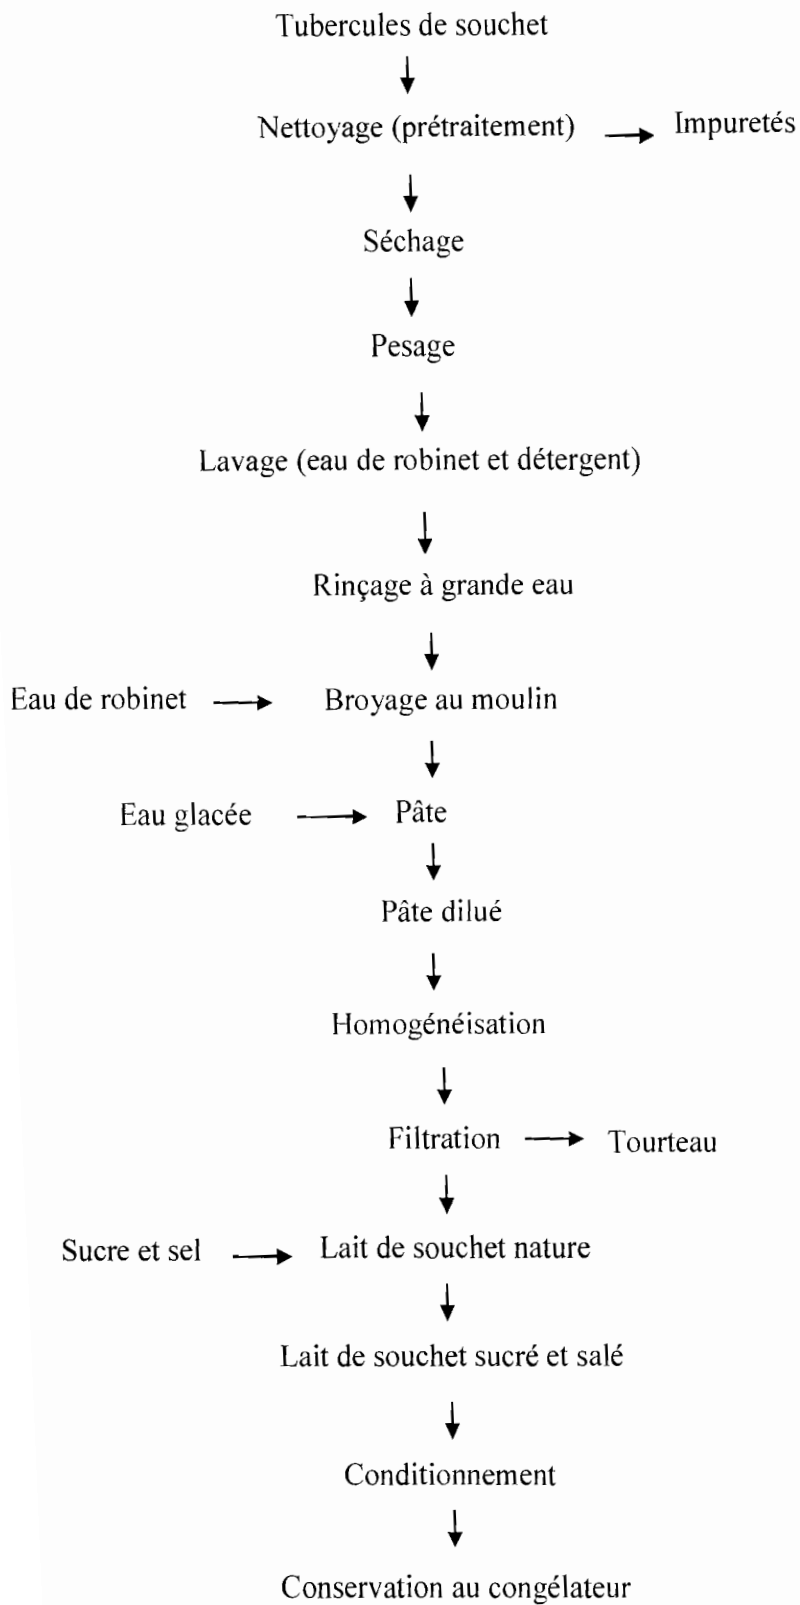 Tubercules de souchet
Nettoyage (prétraitement) → Impuretés
Séchage
Pesage
Lavage (eau de robinet et détergent)
Rinçage à grande eau
Eau de robinet → Broyage au moulin
Eau glacée → Pâte
Pâte dilué
Homogénéisation
Filtration → Tourteau
Sucre et sel → Lait de souchet nature
Lait de souchet sucré et salé
Conditionnement
Conservation au congélateur